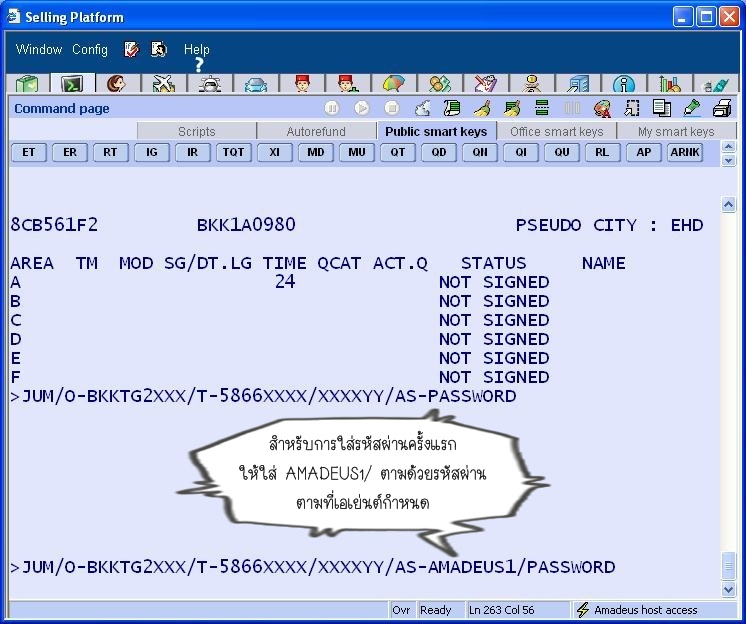 Selling Platform
Window Config Help
?
Command page
Scripts Autorefund Public smart keys Office smart keys My smart keys
ET ER RT IG IR TQT XI MD MU QT QD QN QI QU RL AP ARNK
8CB561F2 BKK1A0980 PSEUDO CITY : EHD
AREA TM MOD SG/DT.LG TIME QCAT ACT.Q STATUS NAME
A 24 NOT SIGNED
B NOT SIGNED
C NOT SIGNED
D NOT SIGNED
E NOT SIGNED
F NOT SIGNED
>JUM/O-BKKTG2XXX/T-5866XXXX/XXXXYY/AS-PASSWORD
สำหรับการใส่รหัสผ่านครั้งแรก
ให้ใส่ AMADEUS1/ ตามด้วยรหัสผ่าน
ตามที่เอเย่นต์กำหนด
>JUM/O-BKKTG2XXX/T-5866XXXX/XXXXYY/AS-AMADEUS1/PASSWORD
Ovr Ready Ln 263 Col 56 Amadeus host access